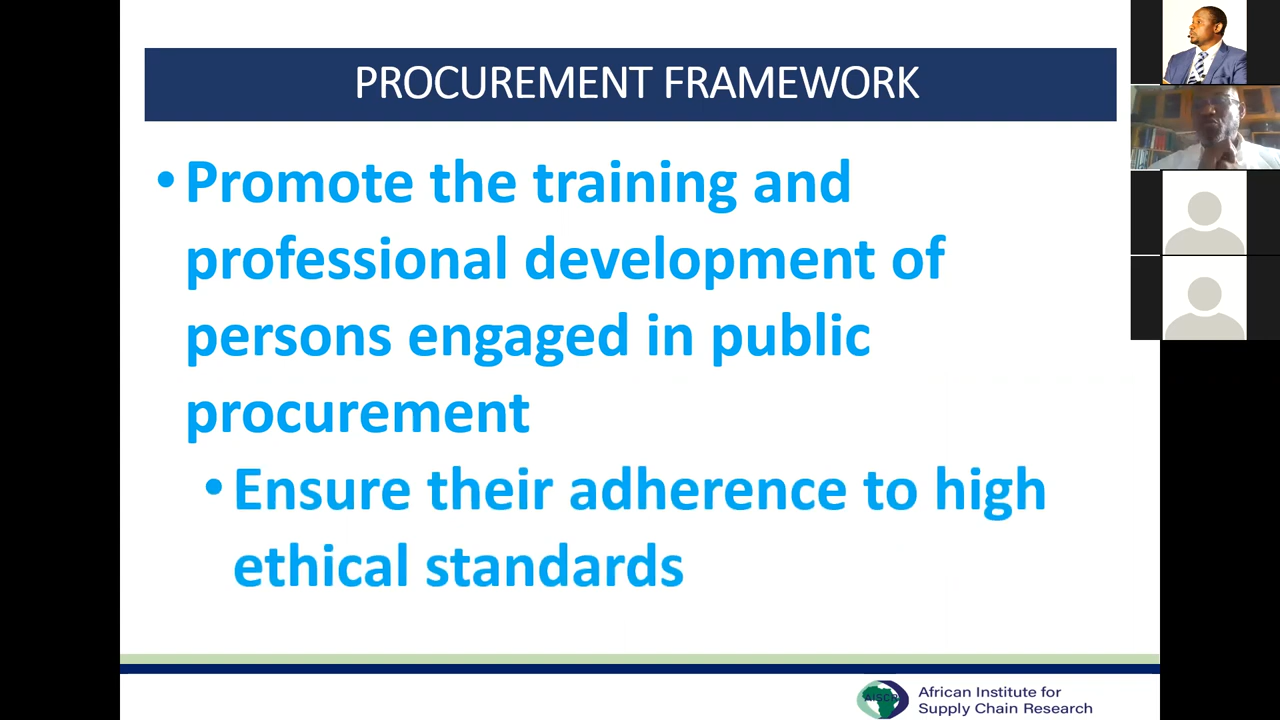 PROCUREMENT FRAMEWORK
• Promote the training and
professional development of
persons engaged in public
procurement
• Ensure their adherence to high
ethical standards
AISCR
African Institute for
Supply Chain Research